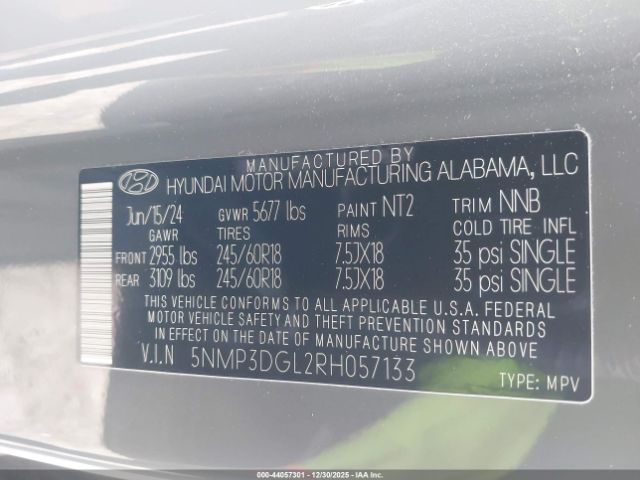 MANUFACTURED BY
HYUNDAI MOTOR MANUFACTURING ALABAMA, LLC
Jun/15/24 GVWR 5677 lbs PAINT NT2 TRIM NNB
GAWR TIRES RIMS COLD TIRE INFL
FRONT 2955 lbs 245/60R18 7.5JX18 35 psi SINGLE
REAR 3109 lbs 245/60R18 7.5JX18 35 psi SINGLE
THIS VEHICLE CONFORMS TO ALL APPLICABLE U.S.A. FEDERAL
MOTOR VEHICLE SAFETY AND THEFT PREVENTION STANDARDS
IN EFFECT ON THE DATE OF MANUFACTURE SHOWN ABOVE.
V.I.N 5NMP3DGL2RH057133
TYPE: MPV
000-44057301 - 12/30/2025 - IAAI.COM